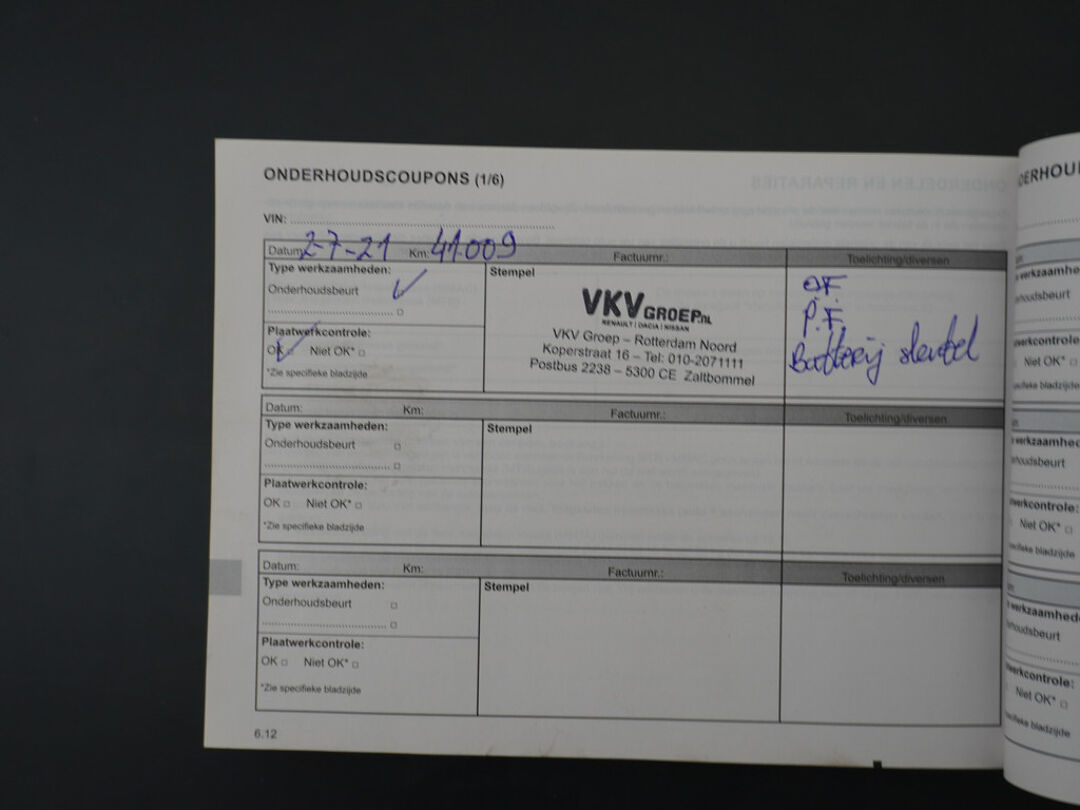 ONDERHOUDSCOUPONS (1/6)
VIN:
Datum: 2-7-21 Km: 41.009 Factuurnr.: Toelichting/diversen
Type werkzaamheden:
Onderhoudsbeurt
Plaatwerkcontrole:
OK Niet OK*
*Zie specifieke bladzijde
Stempel
VKV GROEP.NL
RENAULT | DACIA | NISSAN
VKV Groep – Rotterdam Noord
Koperstraat 16 – Tel: 010-2071111
Postbus 2238 – 5300 CE Zaltbommel
O.F.
P.F.
Batterij sleutel
Datum: Km: Factuurnr.: Toelichting/diversen
Type werkzaamheden:
Onderhoudsbeurt
Plaatwerkcontrole:
OK Niet OK*
*Zie specifieke bladzijde
Stempel
Datum: Km: Factuurnr.: Toelichting/diversen
Type werkzaamheden:
Onderhoudsbeurt
Plaatwerkcontrole:
OK Niet OK*
*Zie specifieke bladzijde
Stempel
6.12